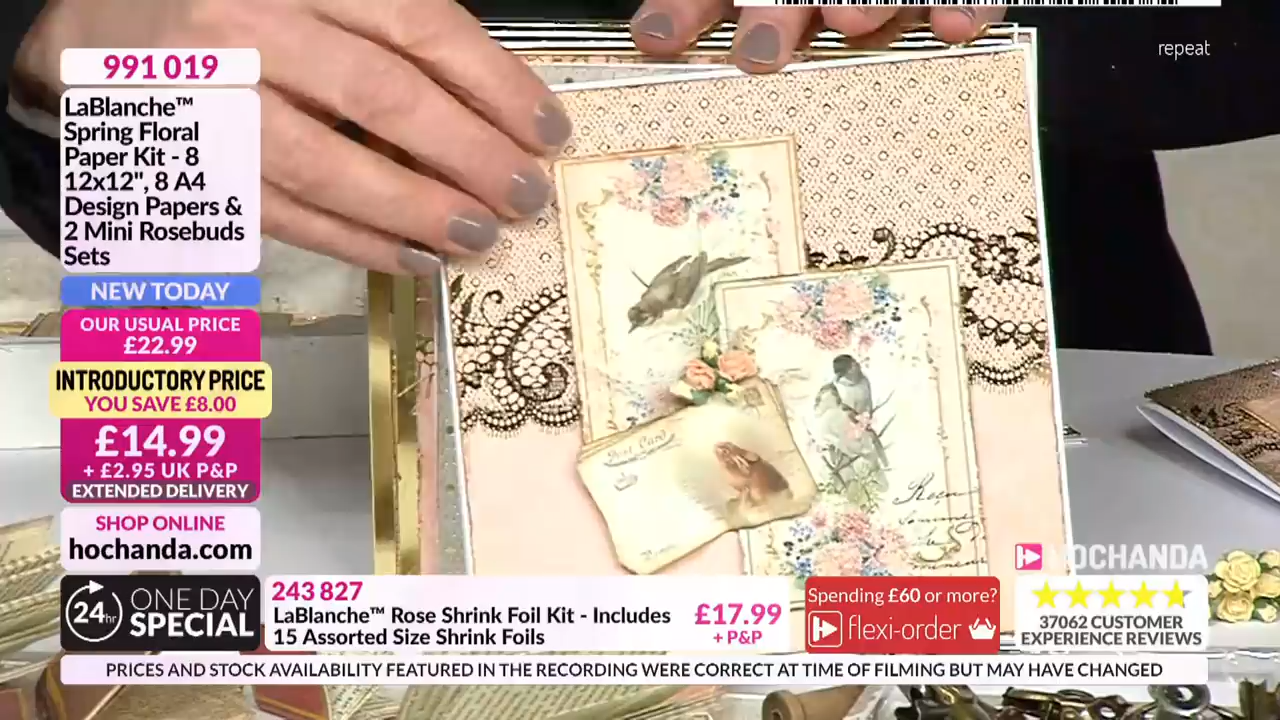 repeat
991 019
LaBlanche™
Spring Floral
Paper Kit - 8
12x12", 8 A4
Design Papers &
2 Mini Rosebuds
Sets
NEW TODAY
OUR USUAL PRICE
£22.99
INTRODUCTORY PRICE
YOU SAVE £8.00
£14.99
+ £2.95 UK P&P
EXTENDED DELIVERY
SHOP ONLINE
hochanda.com
Post Card
HOCHANDA
24hr ONE DAY
SPECIAL
243 827
LaBlanche™ Rose Shrink Foil Kit - Includes
15 Assorted Size Shrink Foils
£17.99
+ P&P
Spending £60 or more?
flexi-order
37062 CUSTOMER
EXPERIENCE REVIEWS
PRICES AND STOCK AVAILABILITY FEATURED IN THE RECORDING WERE CORRECT AT TIME OF FILMING BUT MAY HAVE CHANGED